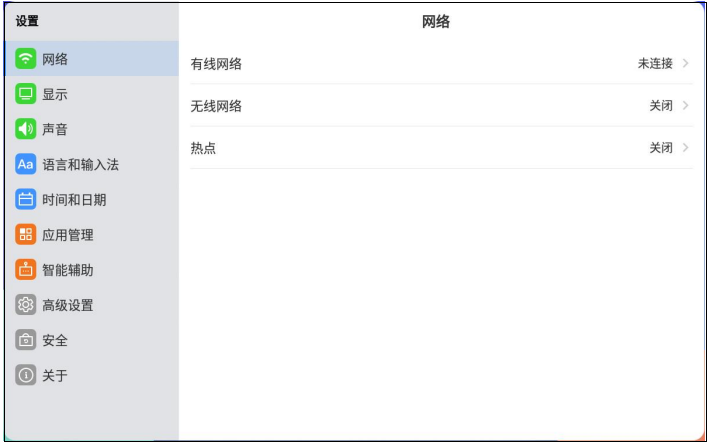 设置
网络
显示
声音
Aa 语言和输入法
时间和日期
应用管理
智能辅助
高级设置
安全
关于
网络
有线网络 未连接
无线网络 关闭
热点 关闭